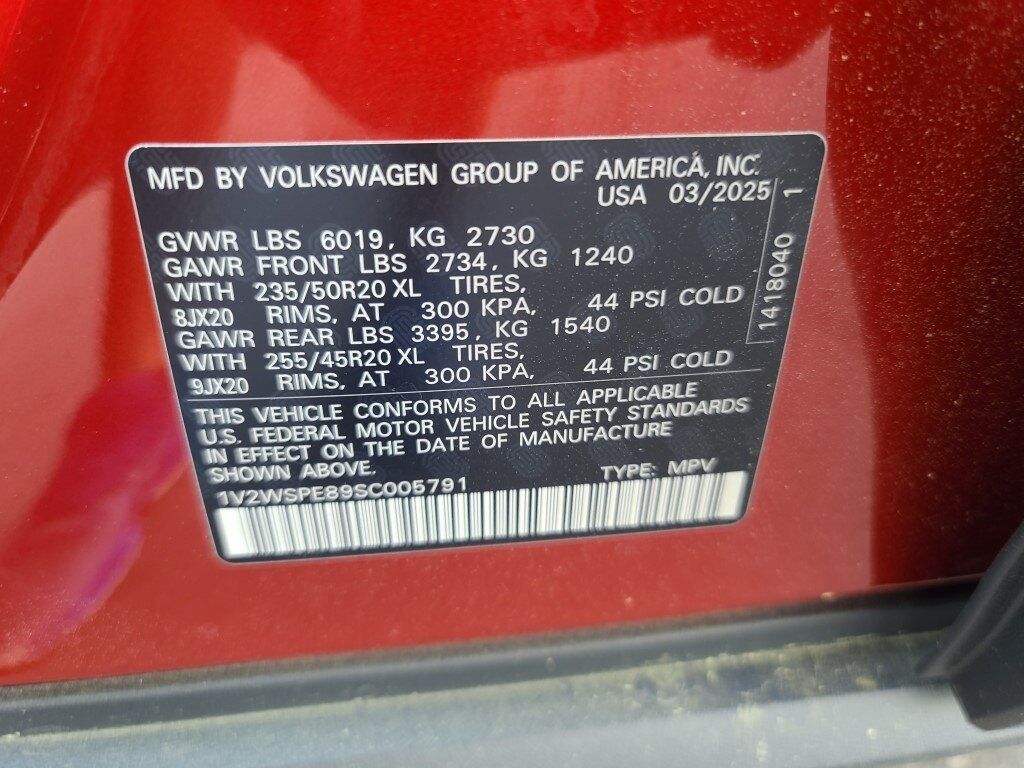 MFD BY VOLKSWAGEN GROUP OF AMERICA, INC.
USA 03/2025
1418040 1
GVWR LBS 6019, KG 2730
GAWR FRONT LBS 2734, KG 1240
WITH 235/50R20 XL TIRES,
8JX20 RIMS, AT 300 KPA, 44 PSI COLD
GAWR REAR LBS 3395, KG 1540
WITH 255/45R20 XL TIRES,
9JX20 RIMS, AT 300 KPA, 44 PSI COLD
THIS VEHICLE CONFORMS TO ALL APPLICABLE
U.S. FEDERAL MOTOR VEHICLE SAFETY STANDARDS
IN EFFECT ON THE DATE OF MANUFACTURE
SHOWN ABOVE. TYPE: MPV
1V2WSPE89SC005791